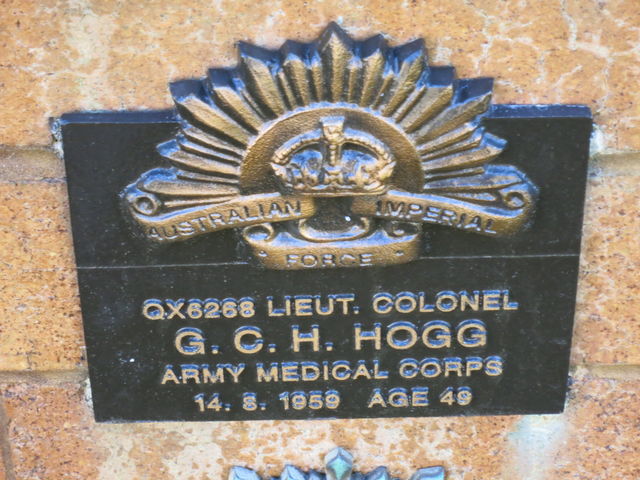 AUSTRALIAN IMPERIAL
FORCE
QX6268 LIEUT. COLONEL
G. C. H. HOGG
ARMY MEDICAL CORPS
14. 8. 1959 AGE 49